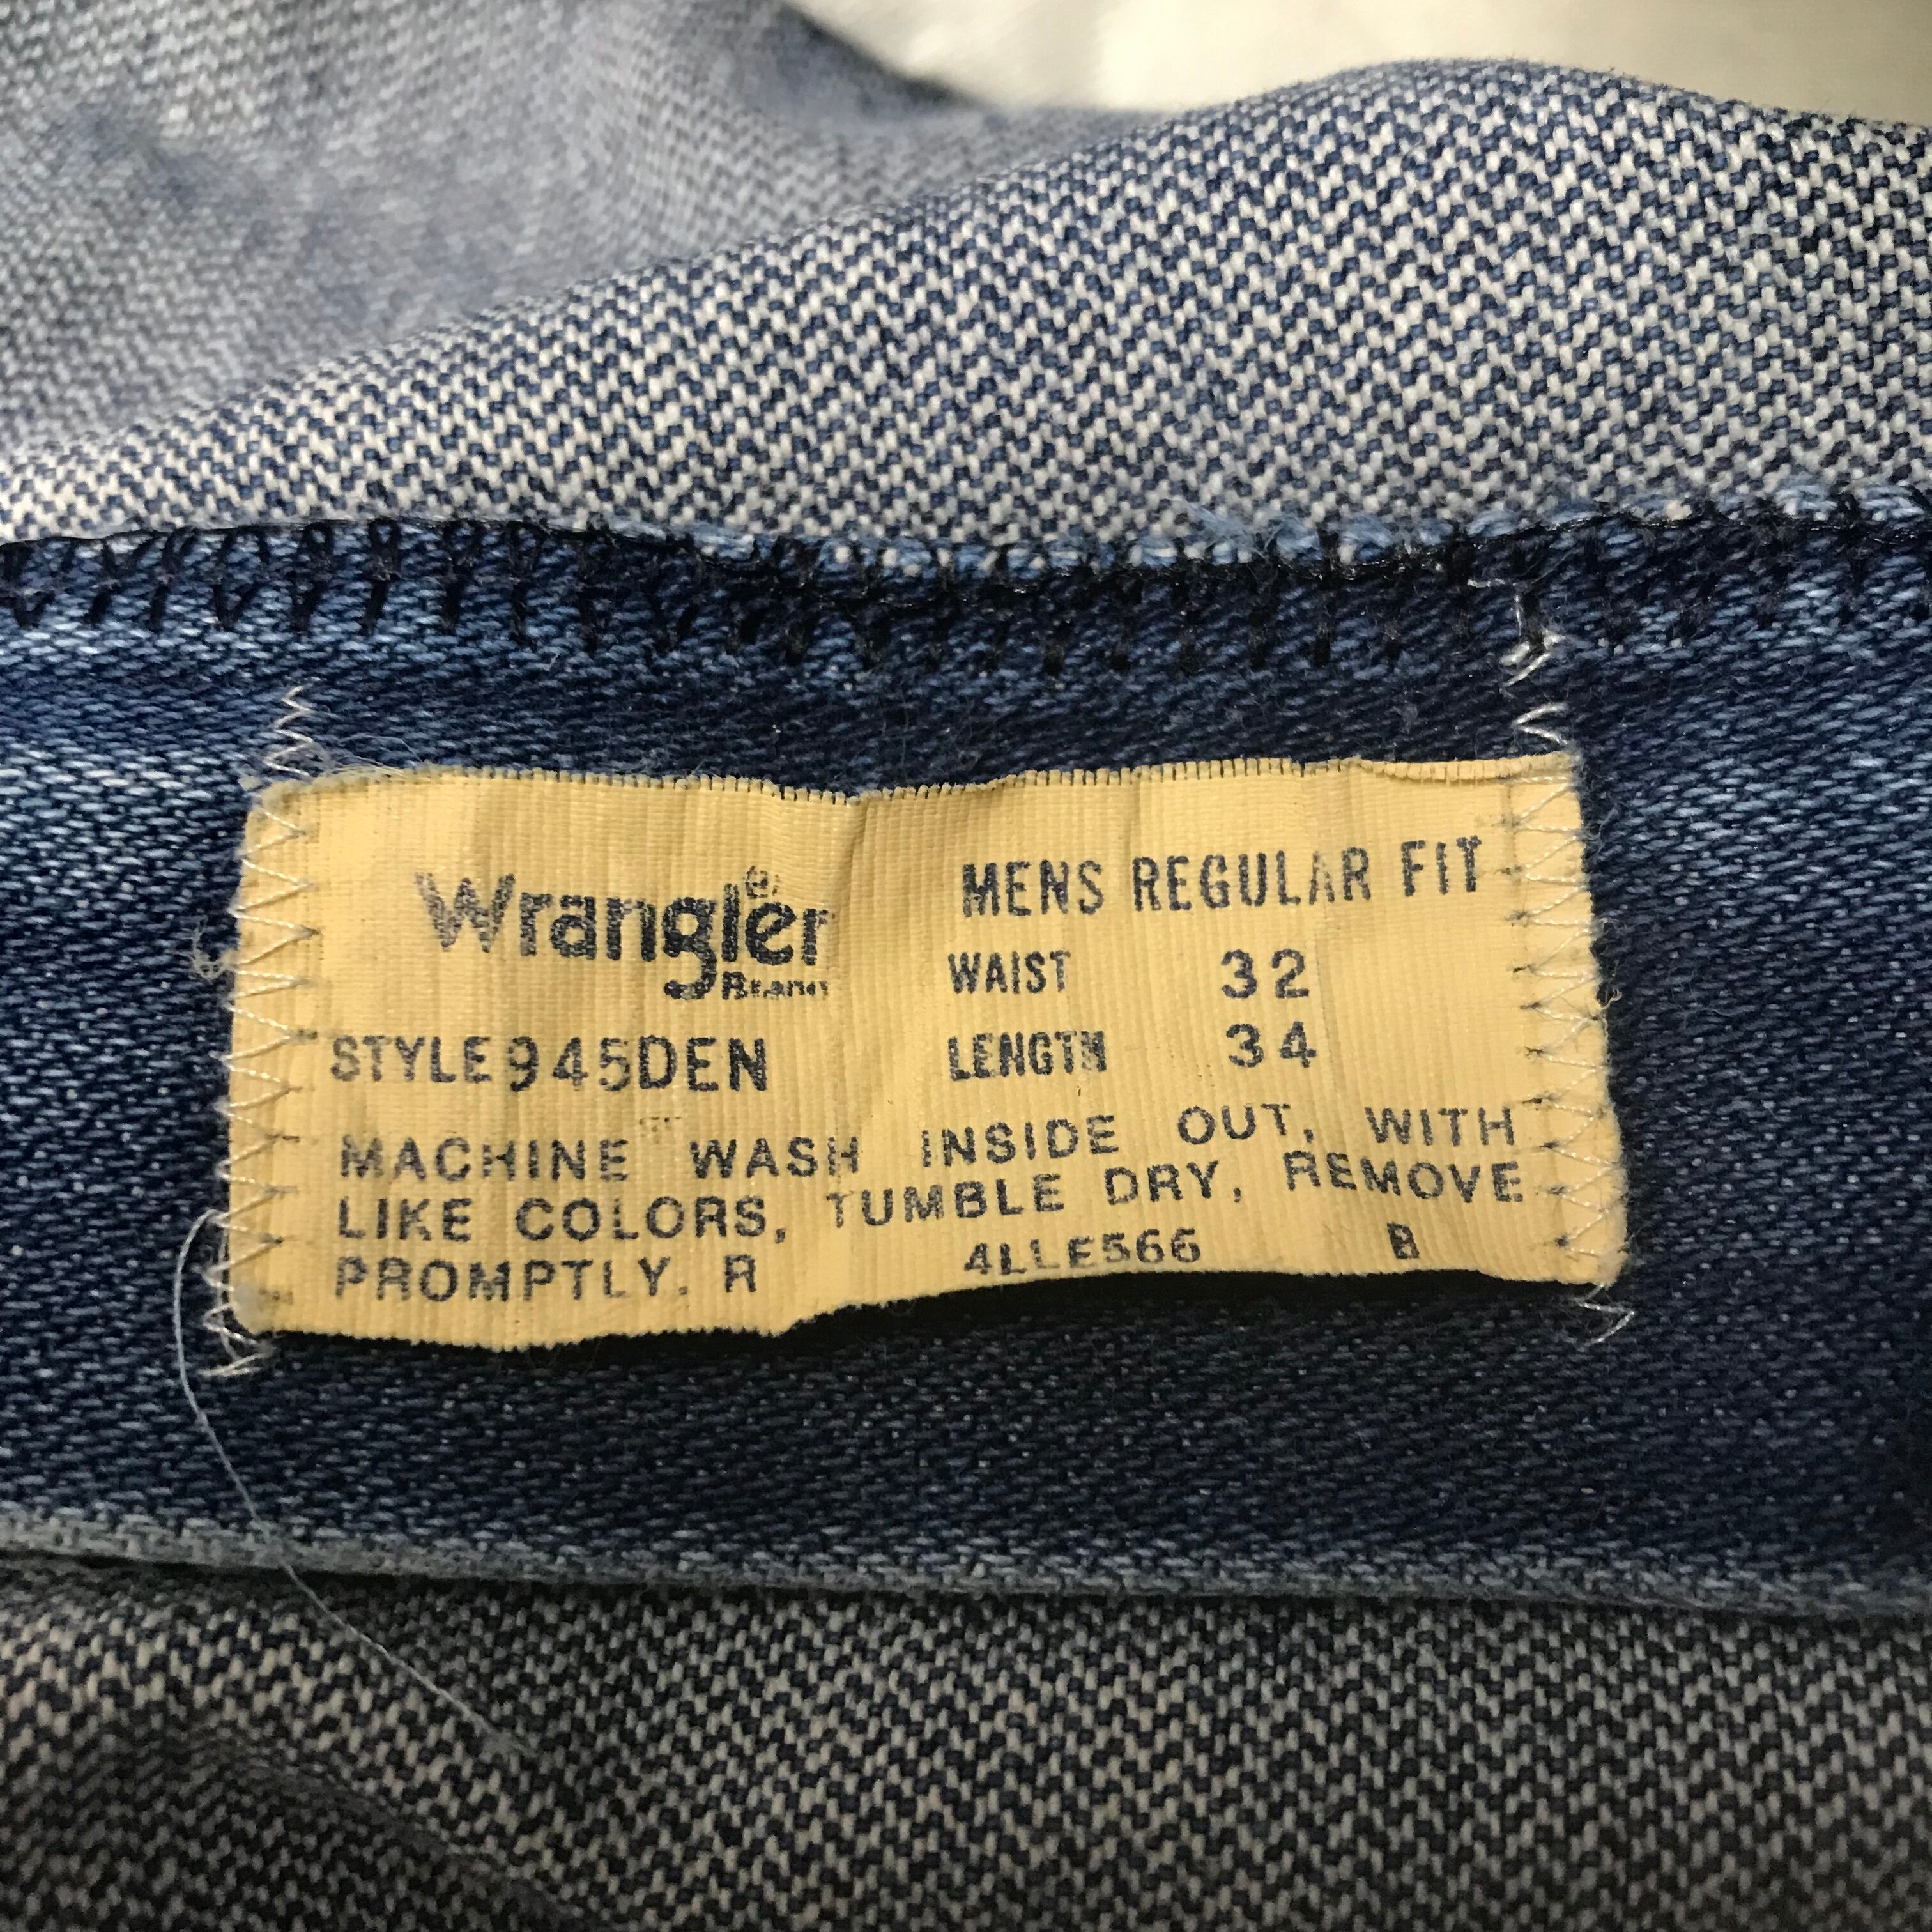 Wrangler®
Brand
MENS REGULAR FIT
WAIST 32
STYLE 945DEN
LENGTH 34
MACHINE WASH INSIDE OUT, WITH
LIKE COLORS, TUMBLE DRY, REMOVE
PROMPTLY. R 4LLE566 B